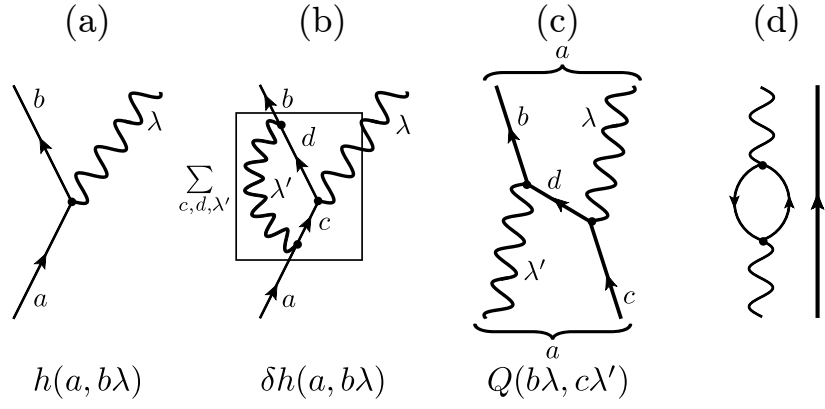 (a) (b) (c) (d)
a
b λ
b d λ
∑ c,d,λ′
λ′ c
a
b λ
d
λ′ c
a
a
h(a, bλ) δh(a, bλ) Q(bλ, cλ′)